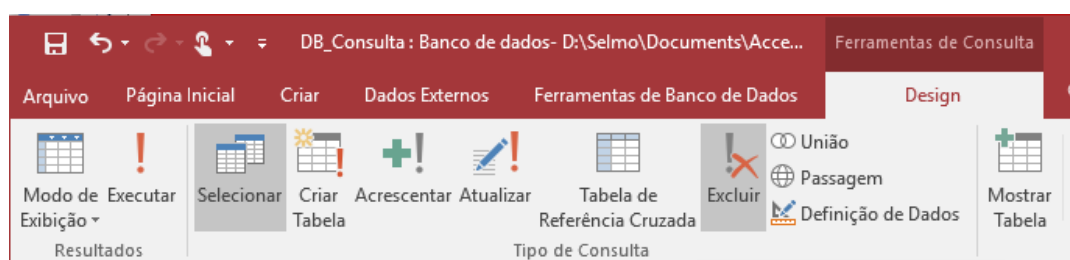 DB_Consulta : Banco de dados- D:\Selmo\Documents\Acce...
Ferramentas de Consulta
Arquivo
Página Inicial
Criar
Dados Externos
Ferramentas de Banco de Dados
Design
Modo de
Exibição
Executar
Selecionar
Criar
Tabela
Acrescentar
Atualizar
Tabela de
Referência Cruzada
Excluir
União
Passagem
Definição de Dados
Mostrar
Tabela
Resultados
Tipo de Consulta